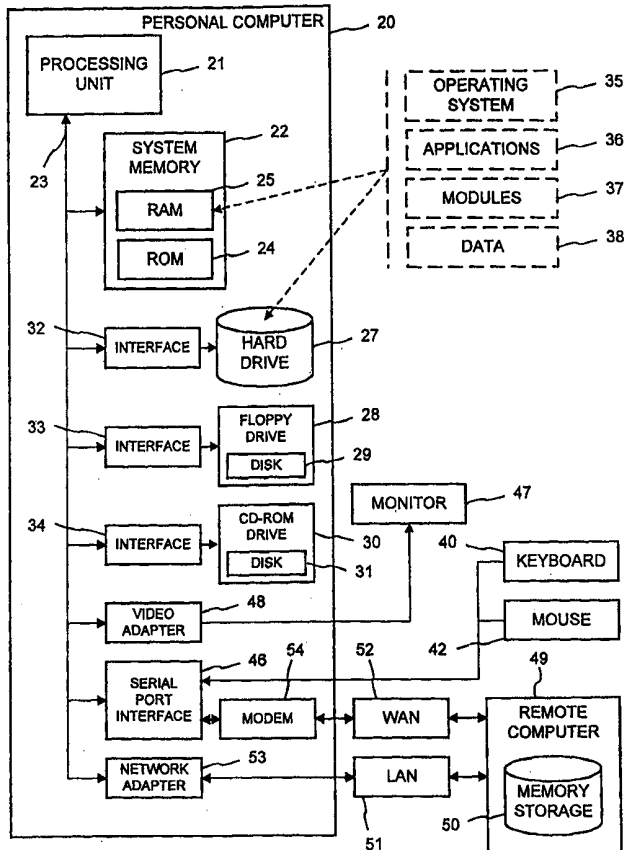 PERSONAL COMPUTER
20
PROCESSING
UNIT
21
23
SYSTEM
MEMORY
22
RAM
25
ROM
24
OPERATING
SYSTEM
35
APPLICATIONS
36
MODULES
37
DATA
38
32
INTERFACE
HARD
DRIVE
27
33
INTERFACE
FLOPPY
DRIVE
28
DISK
29
34
INTERFACE
CD-ROM
DRIVE
30
DISK
31
MONITOR
47
40
KEYBOARD
MOUSE
42
VIDEO
ADAPTER
48
SERIAL
PORT
INTERFACE
46
54
MODEM
52
WAN
49
REMOTE
COMPUTER
MEMORY
STORAGE
50
NETWORK
ADAPTER
53
LAN
51